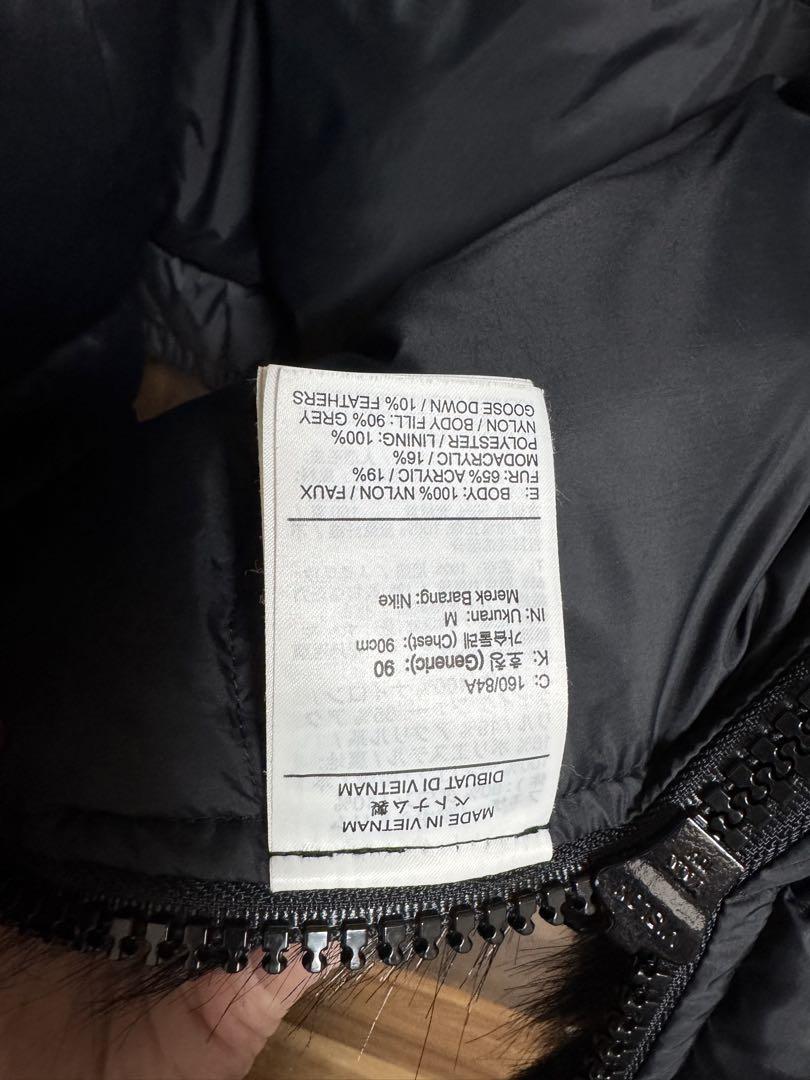 MADE IN VIETNAM
ベトナム製
DIBUAT DI VIETNAM
C: 160/84A
K: 호칭 (Generic): 90
가슴둘레 (Chest): 90cm
IN: Ukuran: M
Merek Barang: Nike
E: BODY: 100% NYLON / FAUX
FUR: 65% ACRYLIC / 19%
MODACRYLIC / 16%
POLYESTER / LINING: 100%
NYLON / BODY FILL: 90% GREY
GOOSE DOWN / 10% FEATHERS